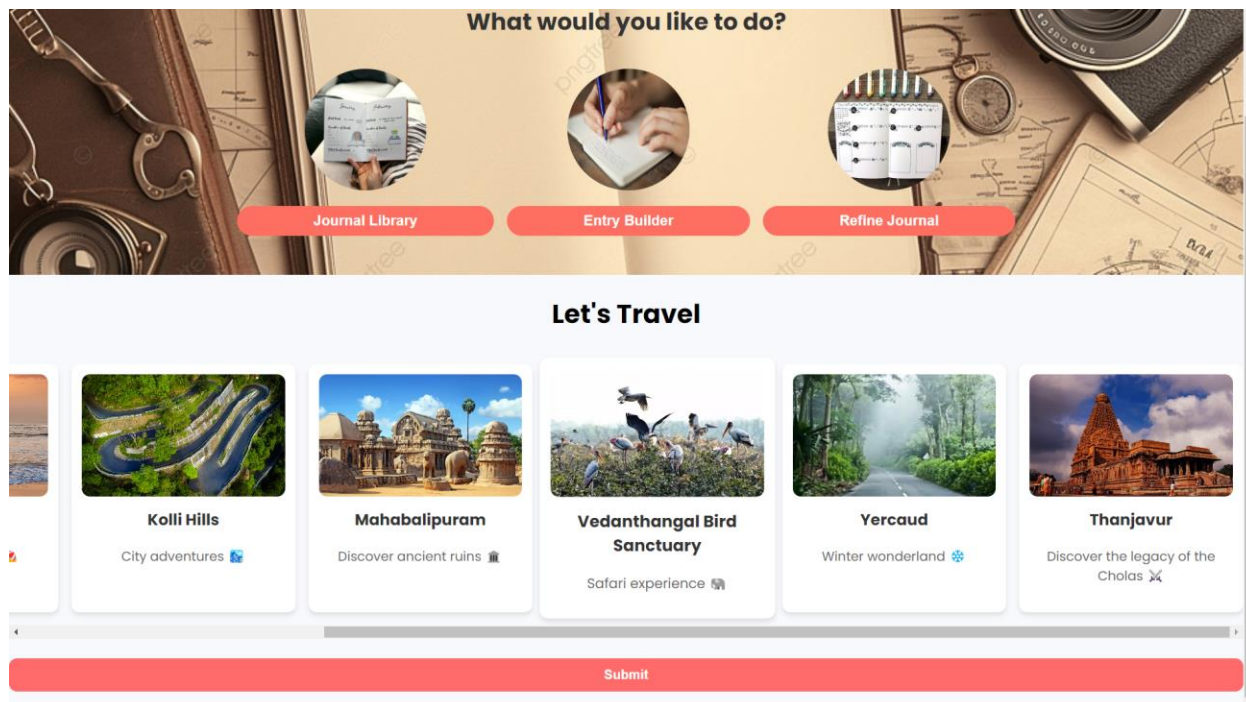 What would you like to do?
pngtree
Journal Library
Entry Builder
Refine Journal
Let's Travel
Kolli Hills
Mahabalipuram
Vedanthangal Bird
Sanctuary
Yercaud
Thanjavur
City adventures
Discover ancient ruins
Safari experience
Winter wonderland
Discover the legacy of the
Cholas
Submit